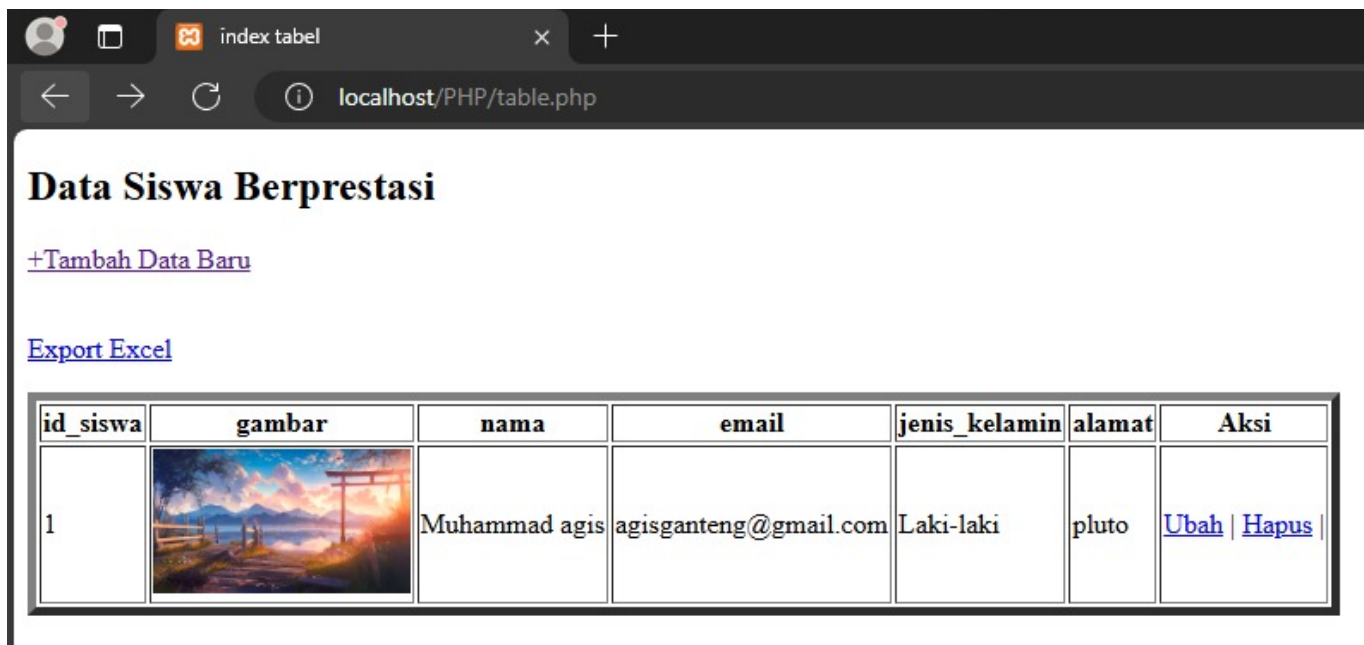 index tabel
localhost/PHP/table.php
Data Siswa Berprestasi
+Tambah Data Baru
Export Excel
id_siswa gambar nama email jenis_kelamin alamat Aksi
1 Muhammad agis agisganteng@gmail.com Laki-laki pluto Ubah | Hapus |